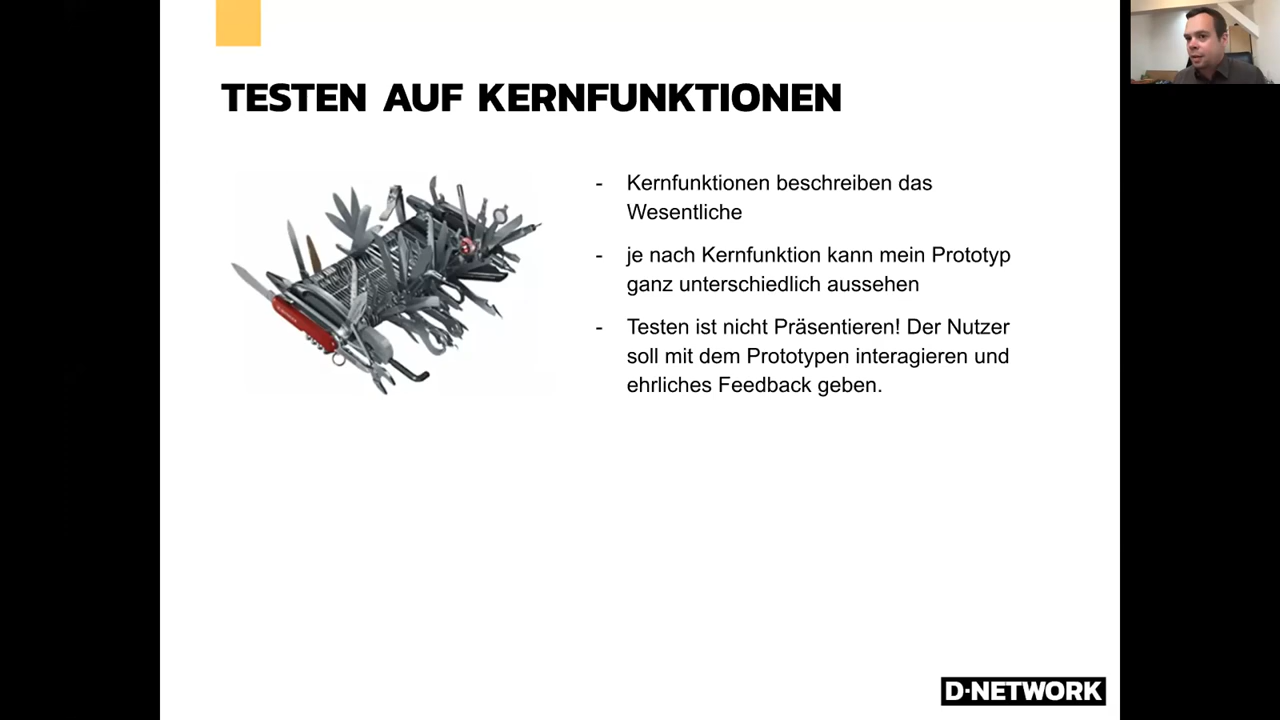 TESTEN AUF KERNFUNKTIONEN
- Kernfunktionen beschreiben das
Wesentliche
- je nach Kernfunktion kann mein Prototyp
ganz unterschiedlich aussehen
- Testen ist nicht Präsentieren! Der Nutzer
soll mit dem Prototypen interagieren und
ehrliches Feedback geben.
D·NETWORK